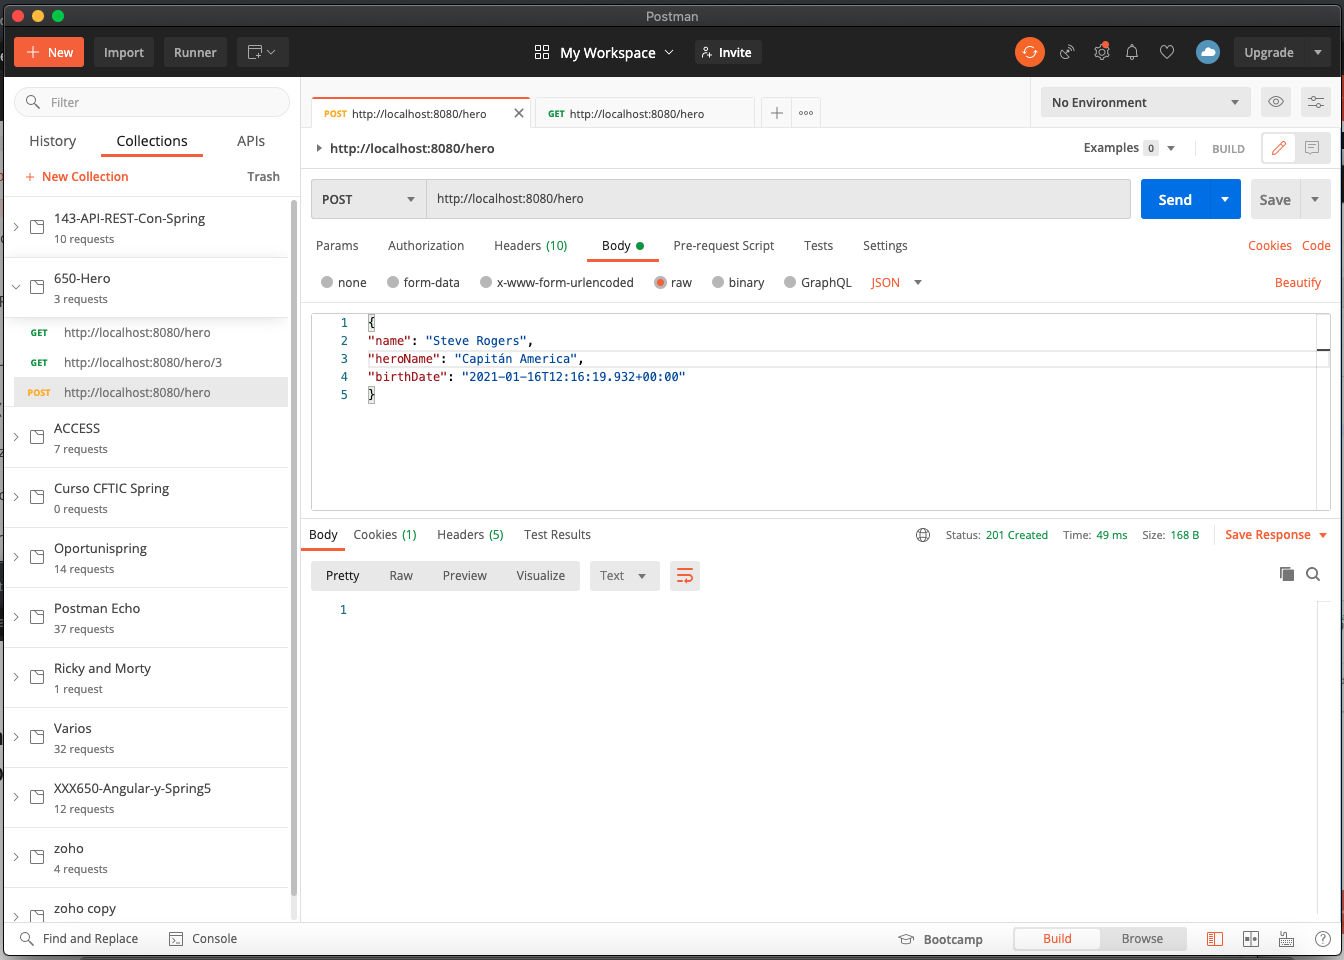 Postman
New Import Runner My Workspace Invite Upgrade
Filter
History Collections APIs
New Collection Trash
143-API-REST-Con-Spring
10 requests
650-Hero
3 requests
GET http://localhost:8080/hero
GET http://localhost:8080/hero/3
POST http://localhost:8080/hero
ACCESS
7 requests
Curso CFTIC Spring
0 requests
Oportunispring
14 requests
Postman Echo
37 requests
Ricky and Morty
1 request
Varios
32 requests
XXX650-Angular-y-Spring5
12 requests
zoho
4 requests
zoho copy
POST http://localhost:8080/hero GET http://localhost:8080/hero No Environment
http://localhost:8080/hero Examples 0 BUILD
POST http://localhost:8080/hero Send Save
Params Authorization Headers (10) Body Pre-request Script Tests Settings Cookies Code
none form-data x-www-form-urlencoded raw binary GraphQL JSON Beautify
1 {
2 "name": "Steve Rogers",
3 "heroName": "Capitán America",
4 "birthDate": "2021-01-16T12:16:19.932+00:00"
5 }
Body Cookies (1) Headers (5) Test Results Status: 201 Created Time: 49 ms Size: 168 B Save Response
Pretty Raw Preview Visualize Text
1
Find and Replace Console Bootcamp Build Browse